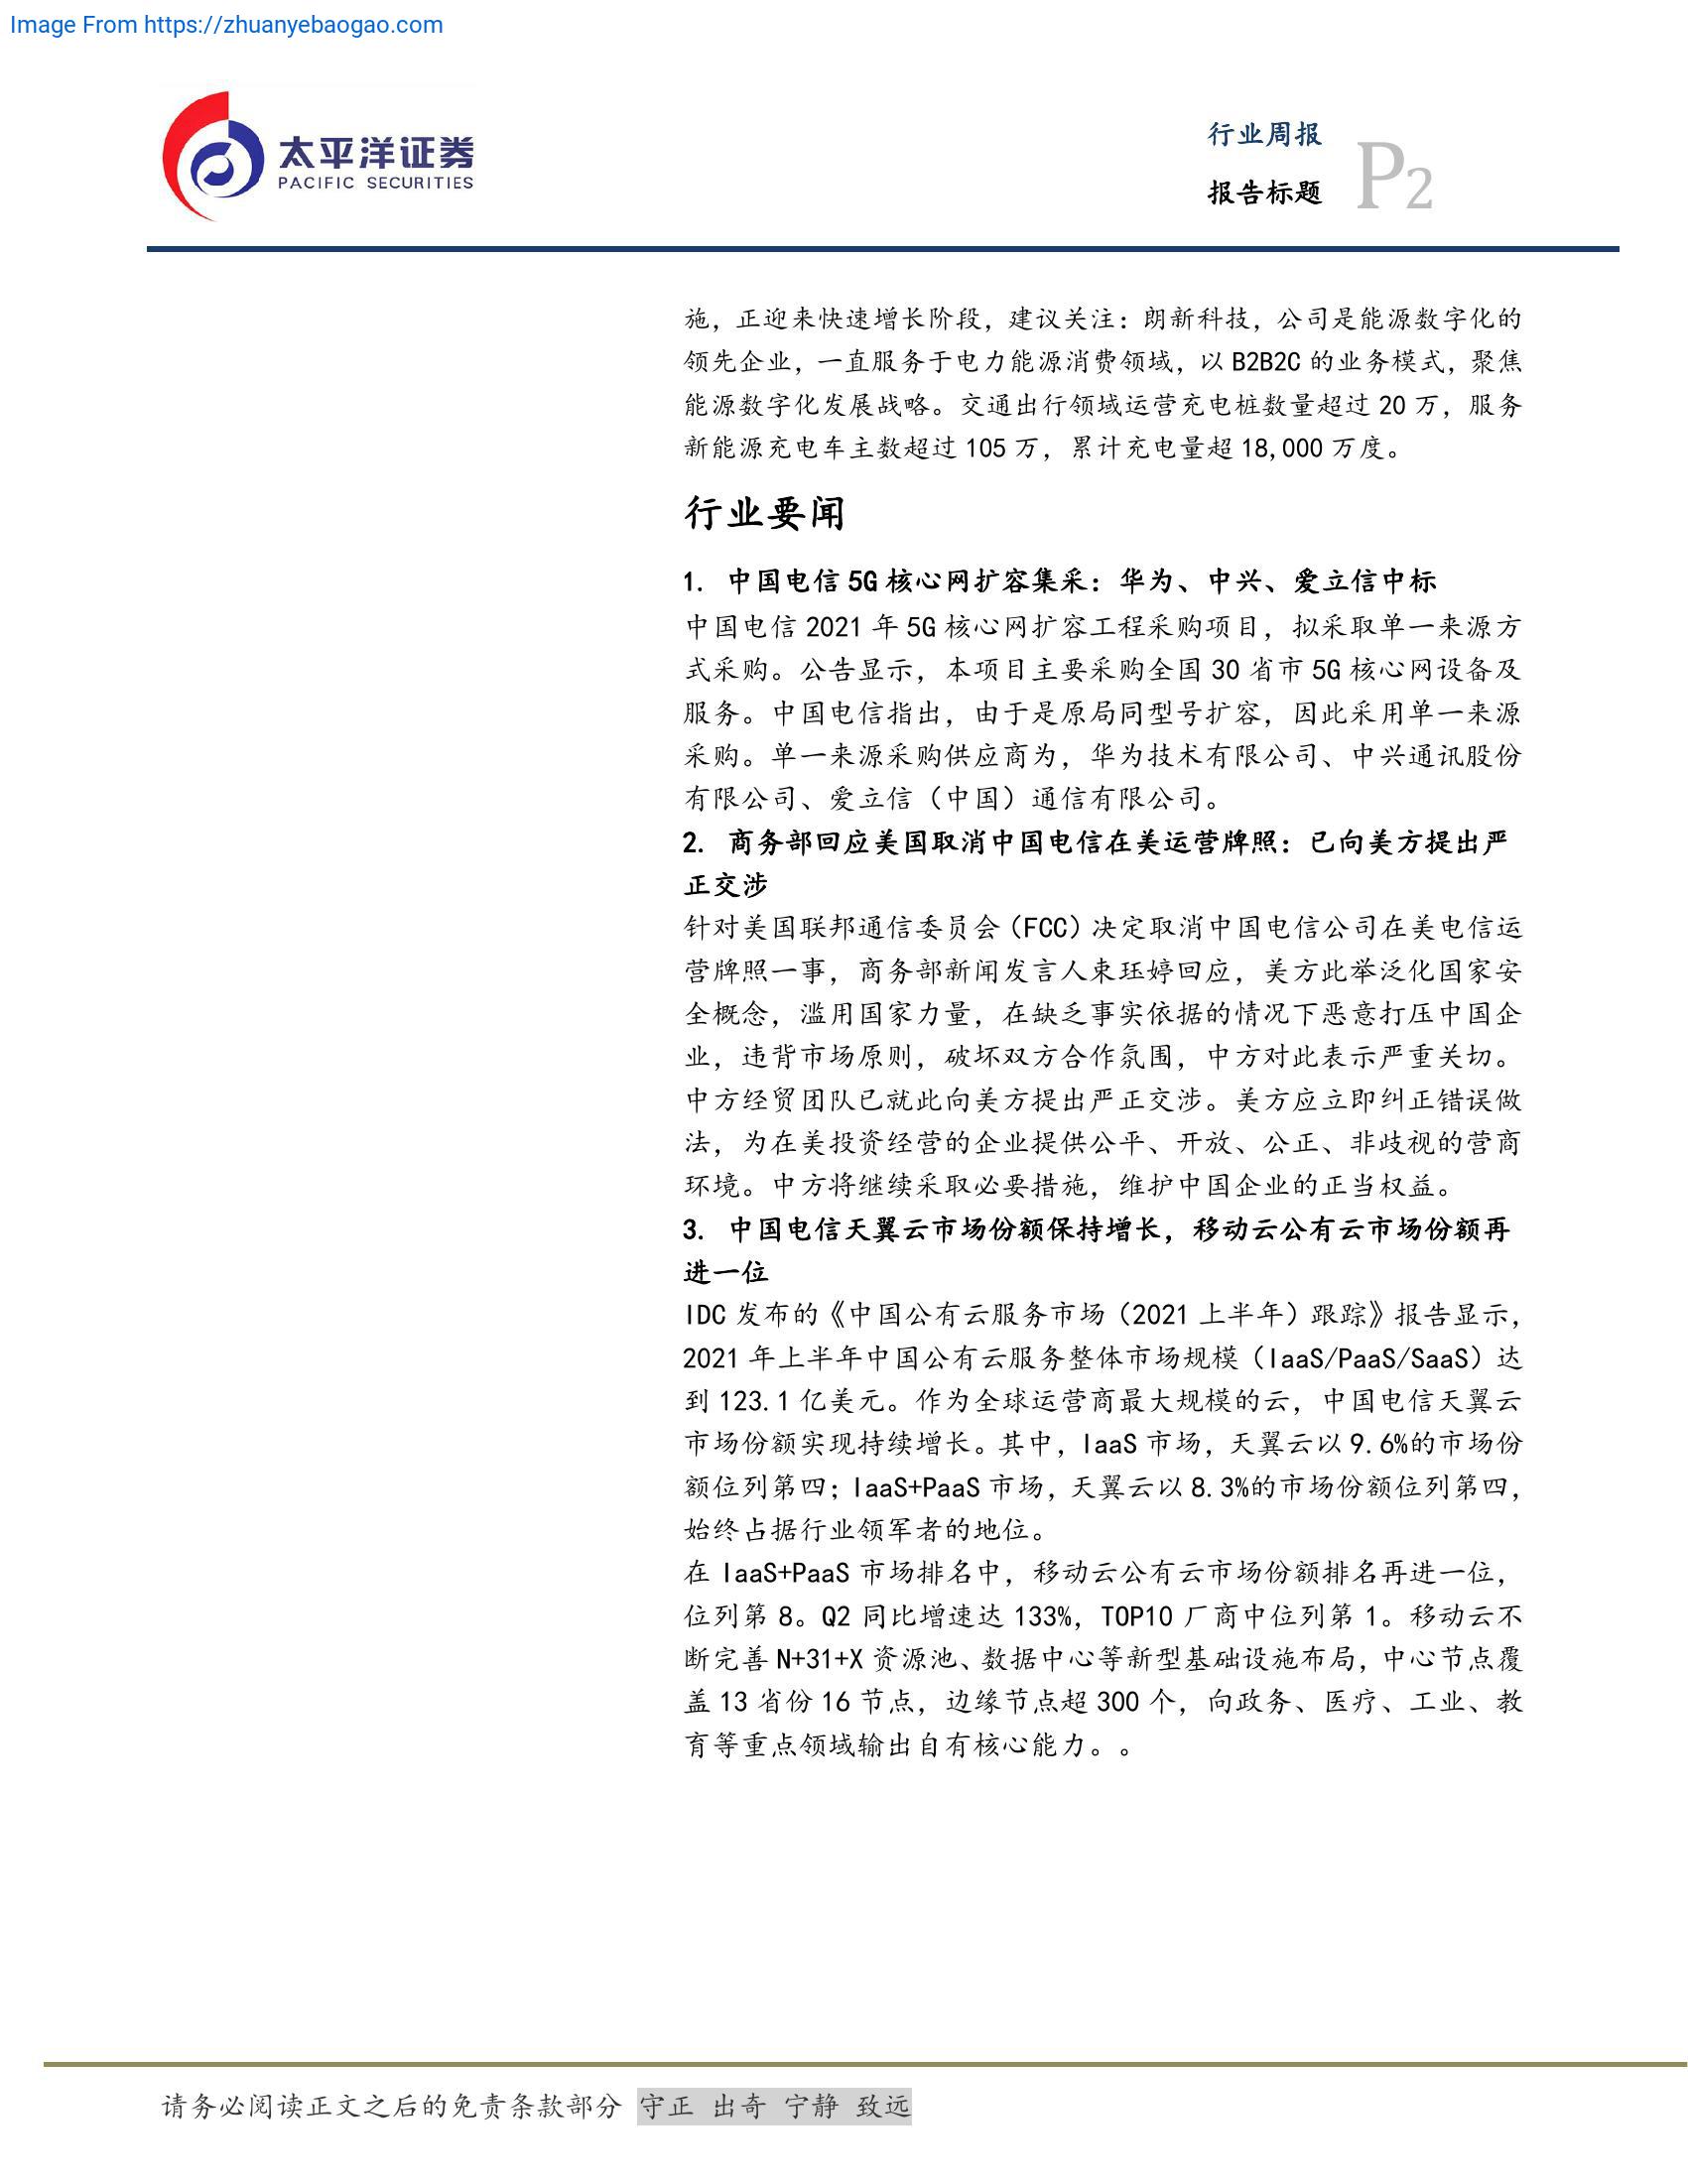 Image From https://zhuanyebaogao.com
太平洋证券
PACIFIC SECURITIES
行业周报
报告标题
P2
施，正迎来快速增长阶段，建议关注：朗新科技，公司是能源数字化的
领先企业，一直服务于电力能源消费领域，以 B2B2C 的业务模式，聚焦
能源数字化发展战略。交通出行领域运营充电桩数量超过 20 万，服务
新能源充电车主数超过 105 万，累计充电量超 18,000 万度。
行业要闻
1. 中国电信 5G 核心网扩容集采：华为、中兴、爱立信中标
中国电信 2021 年 5G 核心网扩容工程采购项目，拟采取单一来源方
式采购。公告显示，本项目主要采购全国 30 省市 5G 核心网设备及
服务。中国电信指出，由于是原局同型号扩容，因此采用单一来源
采购。单一来源采购供应商为，华为技术有限公司、中兴通讯股份
有限公司、爱立信（中国）通信有限公司。
2. 商务部回应美国取消中国电信在美运营牌照：已向美方提出严
正交涉
针对美国联邦通信委员会（FCC）决定取消中国电信公司在美电信运
营牌照一事，商务部新闻发言人束珏婷回应，美方此举泛化国家安
全概念，滥用国家力量，在缺乏事实依据的情况下恶意打压中国企
业，违背市场原则，破坏双方合作氛围，中方对此表示严重关切。
中方经贸团队已就此向美方提出严正交涉。美方应立即纠正错误做
法，为在美投资经营的企业提供公平、开放、公正、非歧视的营商
环境。中方将继续采取必要措施，维护中国企业的正当权益。
3. 中国电信天翼云市场份额保持增长，移动云公有云市场份额再
进一位
IDC 发布的《中国公有云服务市场（2021 上半年）跟踪》报告显示，
2021 年上半年中国公有云服务整体市场规模（IaaS/PaaS/SaaS）达
到 123.1 亿美元。作为全球运营商最大规模的云，中国电信天翼云
市场份额实现持续增长。其中，IaaS 市场，天翼云以 9.6%的市场份
额位列第四；IaaS+PaaS 市场，天翼云以 8.3%的市场份额位列第四，
始终占据行业领军者的地位。
在 IaaS+PaaS 市场排名中，移动云公有云市场份额排名再进一位，
位列第 8。Q2 同比增速达 133%，TOP10 厂商中位列第 1。移动云不
断完善 N+31+X 资源池、数据中心等新型基础设施布局，中心节点覆
盖 13 省份 16 节点，边缘节点超 300 个，向政务、医疗、工业、教
育等重点领域输出自有核心能力。。
请务必阅读正文之后的免责条款部分 守正 出奇 宁静 致远